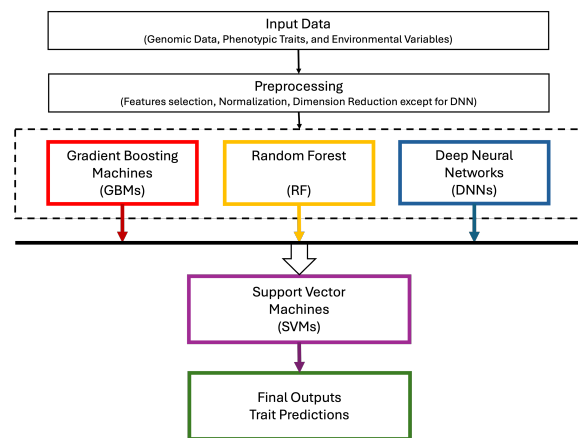 Input Data
(Genomic Data, Phenotypic Traits, and Environmental Variables)
Preprocessing
(Features selection, Normalization, Dimension Reduction except for DNN)
Gradient Boosting
Machines
(GBMs)
Random Forest
(RF)
Deep Neural
Networks
(DNNs)
Support Vector
Machines
(SVMs)
Final Outputs
Trait Predictions